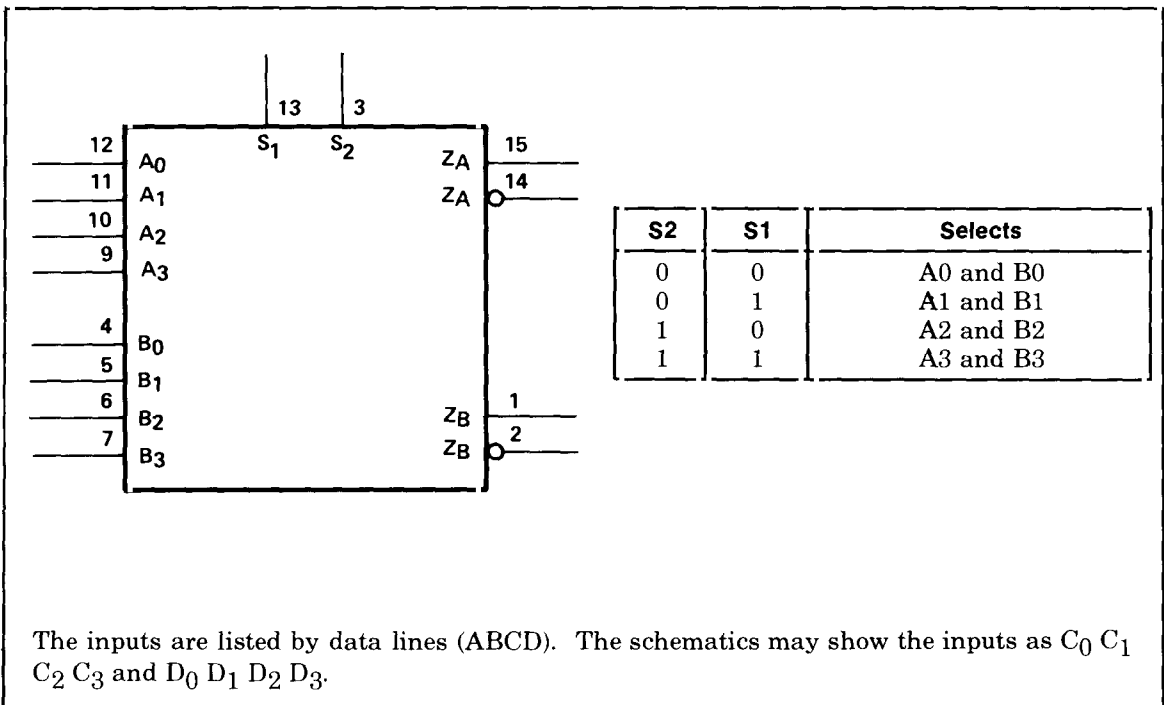 13 3
S1 S2
12 A0 ZA 15
11 A1 ZA 14
10 A2
9 A3
4 B0
5 B1
6 B2 ZB 1
7 B3 ZB 2
S2 S1 Selects
0 0 A0 and B0
0 1 A1 and B1
1 0 A2 and B2
1 1 A3 and B3
The inputs are listed by data lines (ABCD). The schematics may show the inputs as C0 C1
C2 C3 and D0 D1 D2 D3.